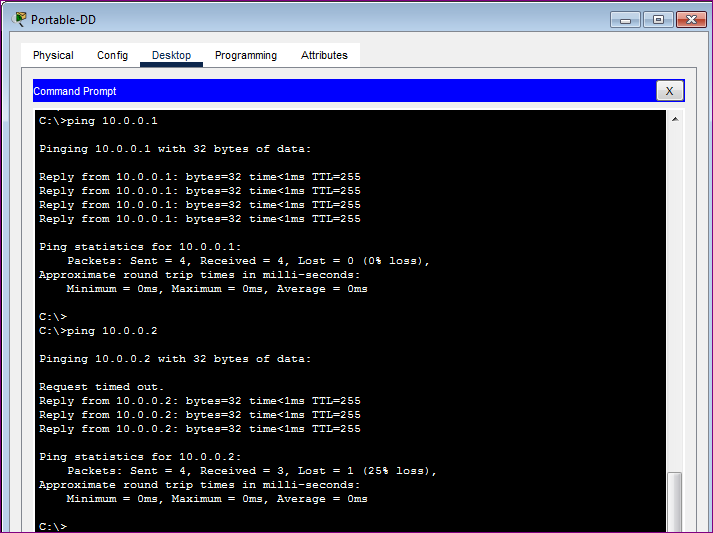 Portable-DD
Physical Config Desktop Programming Attributes
Command Prompt
X
C:\>ping 10.0.0.1
Pinging 10.0.0.1 with 32 bytes of data:
Reply from 10.0.0.1: bytes=32 time<1ms TTL=255
Reply from 10.0.0.1: bytes=32 time<1ms TTL=255
Reply from 10.0.0.1: bytes=32 time<1ms TTL=255
Reply from 10.0.0.1: bytes=32 time<1ms TTL=255
Ping statistics for 10.0.0.1:
Packets: Sent = 4, Received = 4, Lost = 0 (0% loss),
Approximate round trip times in milli-seconds:
Minimum = 0ms, Maximum = 0ms, Average = 0ms
C:\>
C:\>ping 10.0.0.2
Pinging 10.0.0.2 with 32 bytes of data:
Request timed out.
Reply from 10.0.0.2: bytes=32 time<1ms TTL=255
Reply from 10.0.0.2: bytes=32 time<1ms TTL=255
Reply from 10.0.0.2: bytes=32 time<1ms TTL=255
Ping statistics for 10.0.0.2:
Packets: Sent = 4, Received = 3, Lost = 1 (25% loss),
Approximate round trip times in milli-seconds:
Minimum = 0ms, Maximum = 0ms, Average = 0ms
C:\>